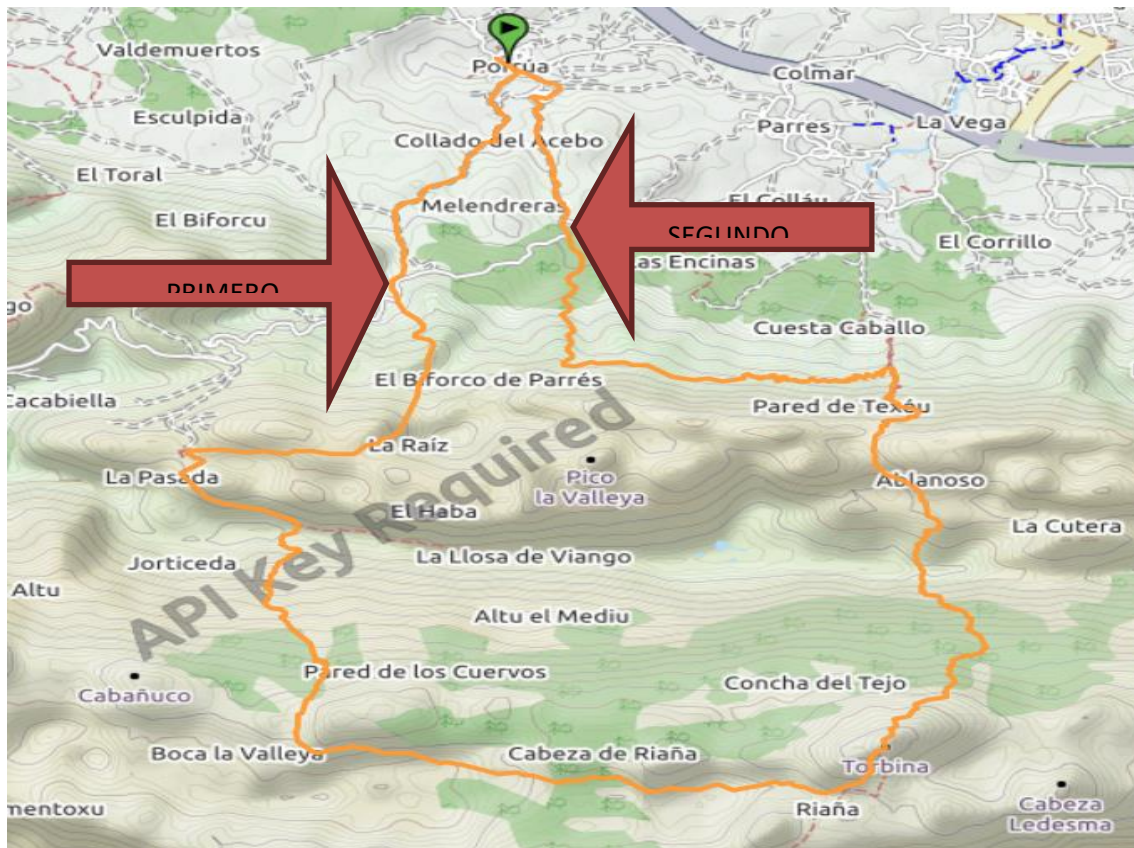 Valdemuertos
Porrúa
Colmar
Esculpida
Collado del Acebo
Parres
La Vega
El Toral
Melendreras
El Colláu
El Biforcu
SEGUNDO
El Corrillo
as Encinas
PRIMERO
go
Cuesta Caballo
El Biforco de Parrés
Cacabiella
Pared de Texéu
La Raíz
La Pasada
Pico
la Valleya
Ablanoso
El Haba
La Cutera
Jorticeda
La Llosa de Viango
API Key Required
Altu
Altu el Mediu
Pared de los Cuervos
Cabañuco
Concha del Tejo
Boca la Valleya
Cabeza de Riaña
Torbina
mentoxu
Riaña
Cabeza
Ledesma